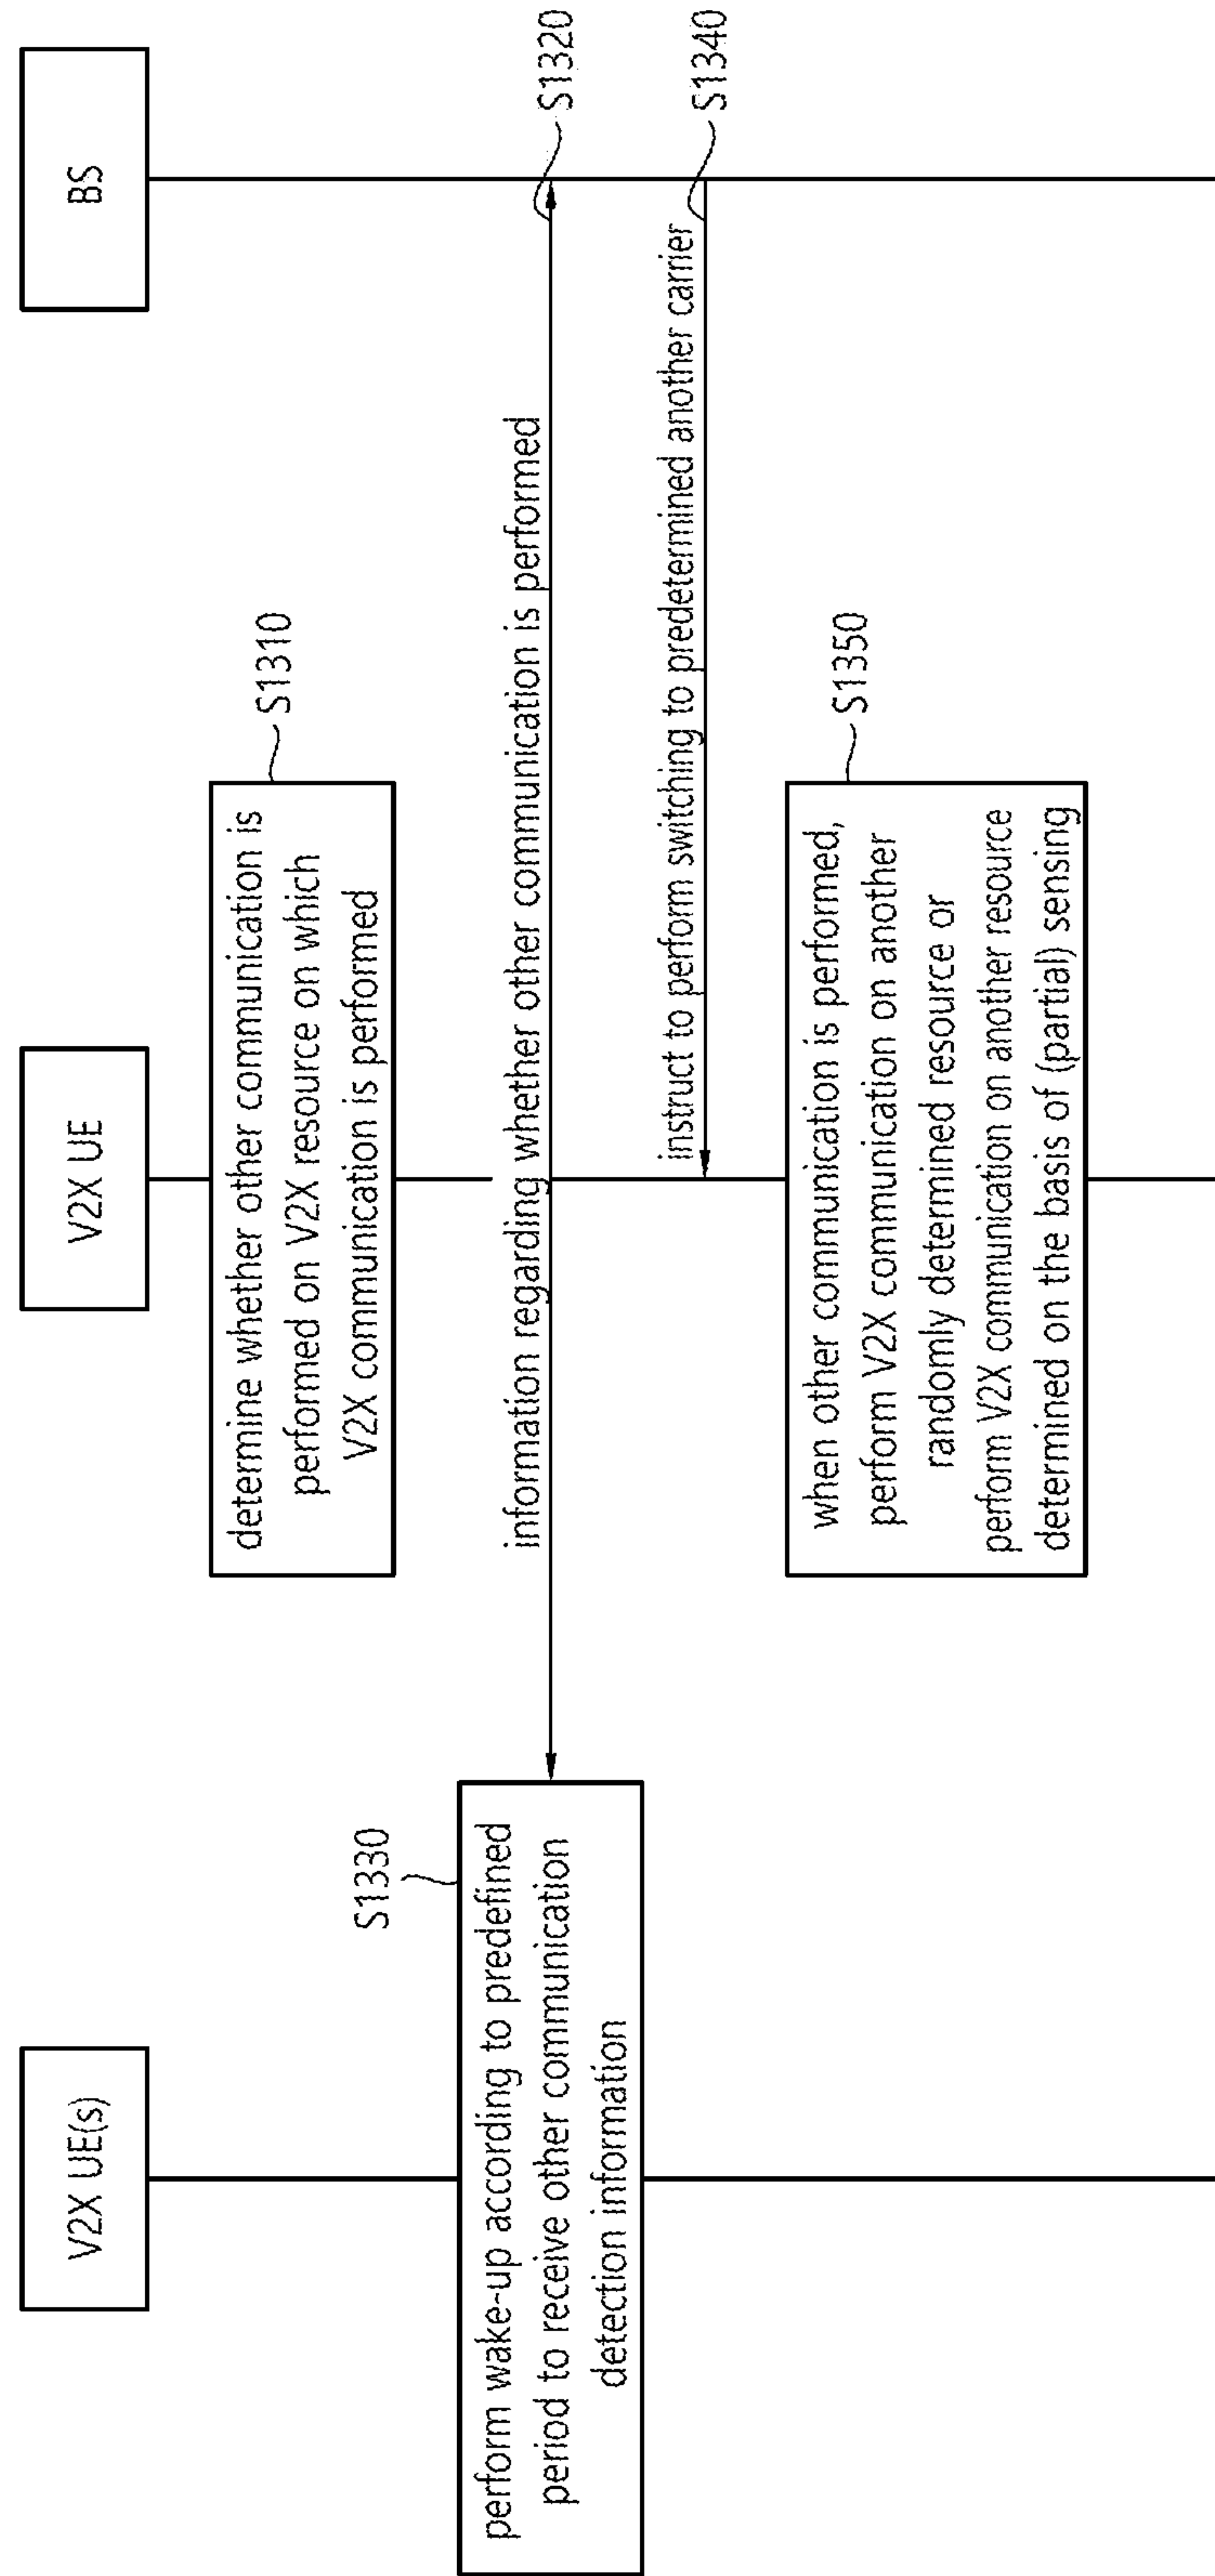 V2X UE(s)
V2X UE
BS
determine whether other communication is
performed on V2X resource on which
V2X communication is performed
S1310
information regarding whether other communication is performed
S1320
S1330
perform wake-up according to predefined
period to receive other communication
detection information
instruct to perform switching to predetermined another carrier
S1340
when other communication is performed,
perform V2X communication on another
randomly determined resource or
perform V2X communication on another resource
determined on the basis of (partial) sensing
S1350